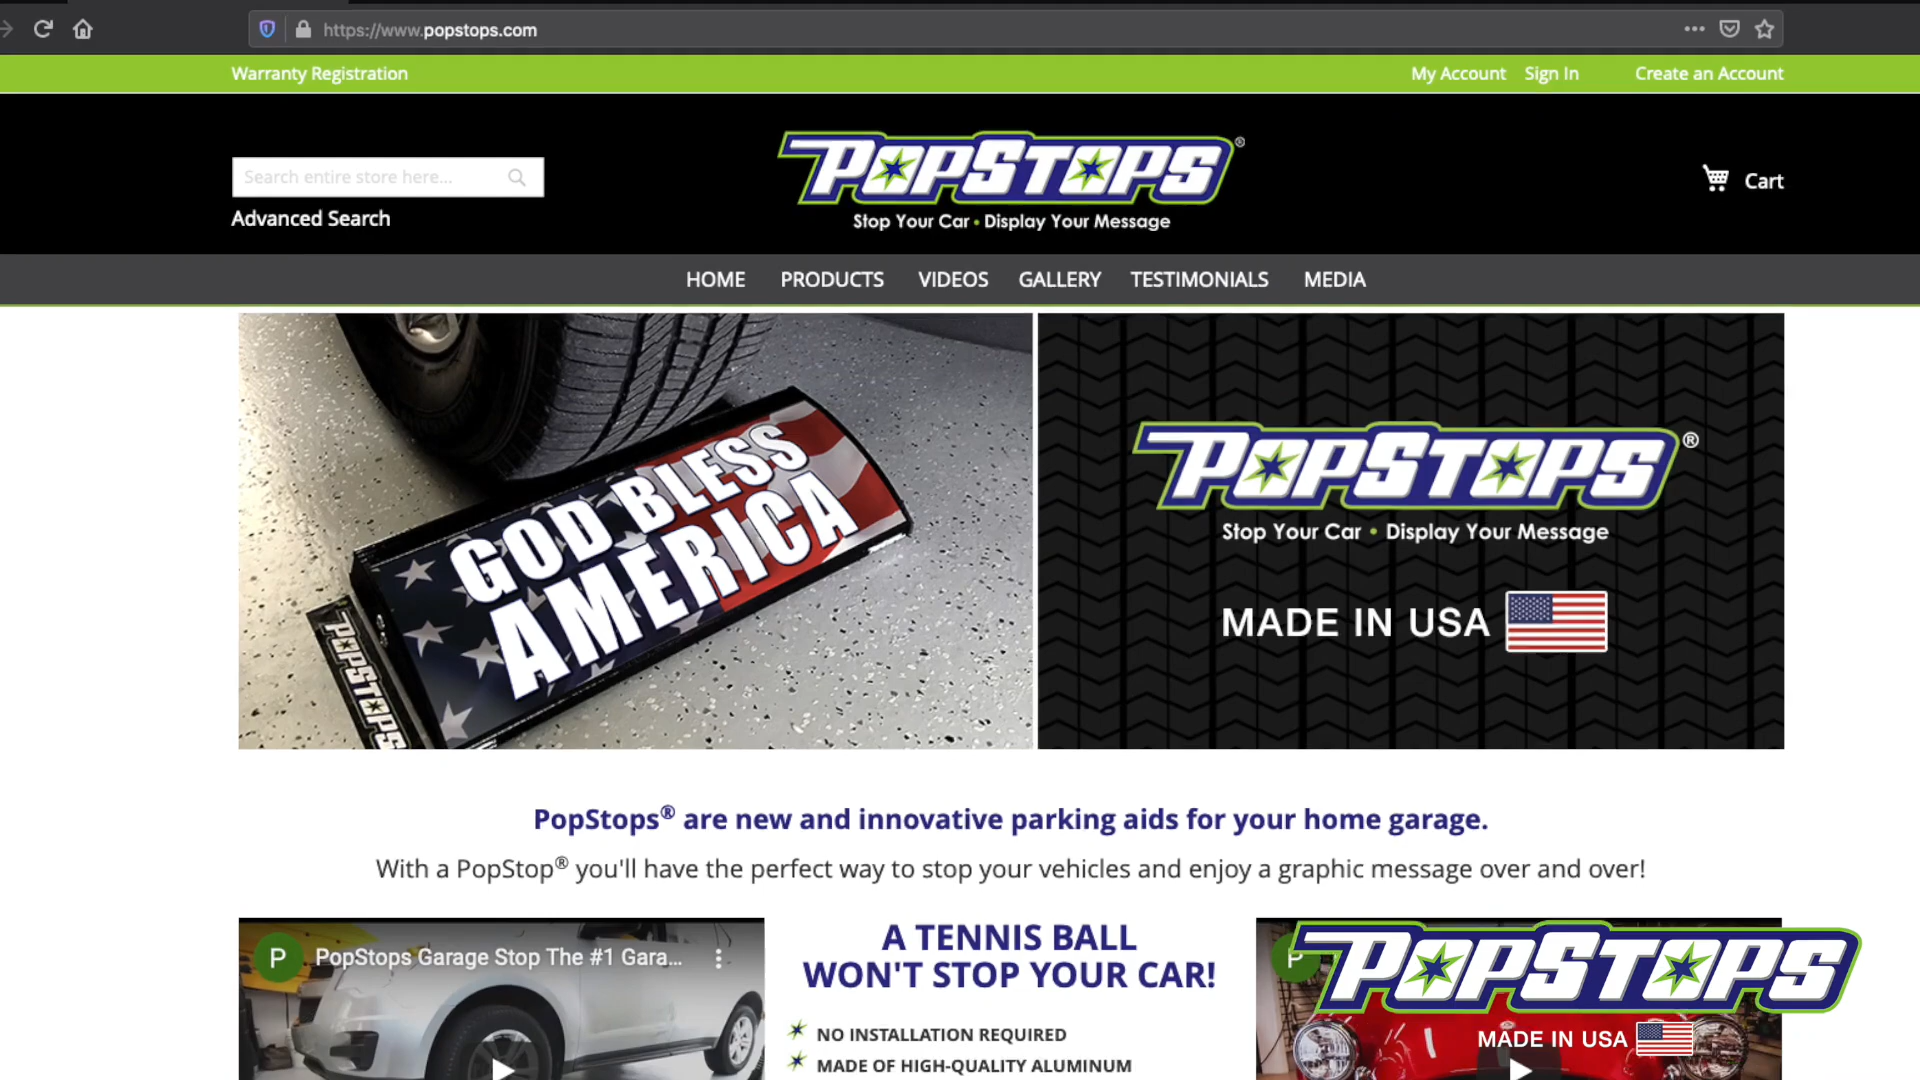 https://www.popstops.com
Warranty Registration
My Account
Sign In
Create an Account
Search entire store here...
Advanced Search
POPSTOPS®
Stop Your Car • Display Your Message
Cart
HOME
PRODUCTS
VIDEOS
GALLERY
TESTIMONIALS
MEDIA
GOD BLESS
AMERICA
POPSTOPS
POPSTOPS®
Stop Your Car • Display Your Message
MADE IN USA
PopStops® are new and innovative parking aids for your home garage.
With a PopStop® you'll have the perfect way to stop your vehicles and enjoy a graphic message over and over!
P
PopStops Garage Stop The #1 Gara...
A TENNIS BALL
WON'T STOP YOUR CAR!
NO INSTALLATION REQUIRED
MADE OF HIGH-QUALITY ALUMINUM
P
POPSTOPS
MADE IN USA